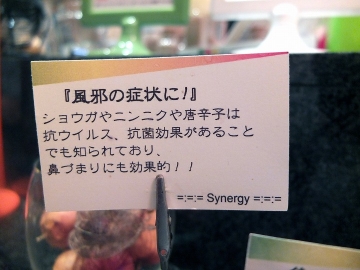 『風邪の症状に!』
ショウガやニンニクや唐辛子は
抗ウイルス、抗菌効果があること
でも知られており、
鼻づまりにも効果的！！
=:=:= Synergy =:=:=